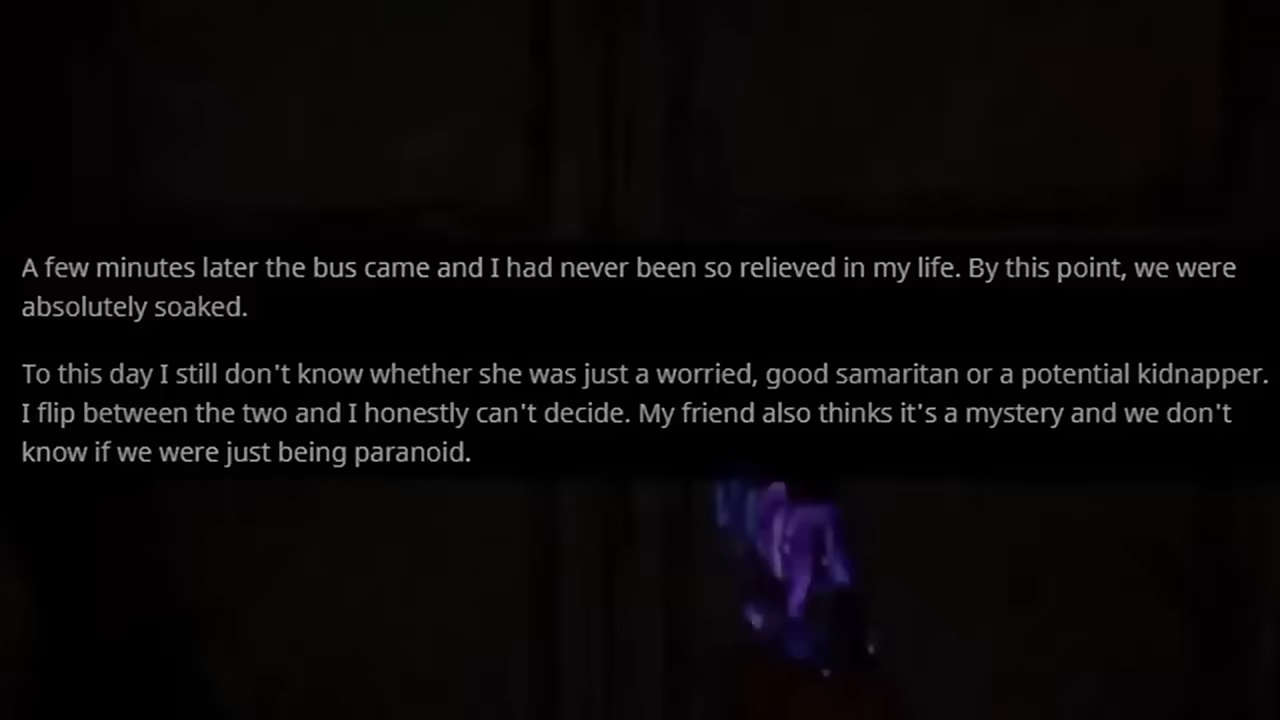 A few minutes later the bus came and I had never been so relieved in my life. By this point, we were
absolutely soaked.
To this day I still don't know whether she was just a worried, good samaritan or a potential kidnapper.
I flip between the two and I honestly can't decide. My friend also thinks it's a mystery and we don't
know if we were just being paranoid.